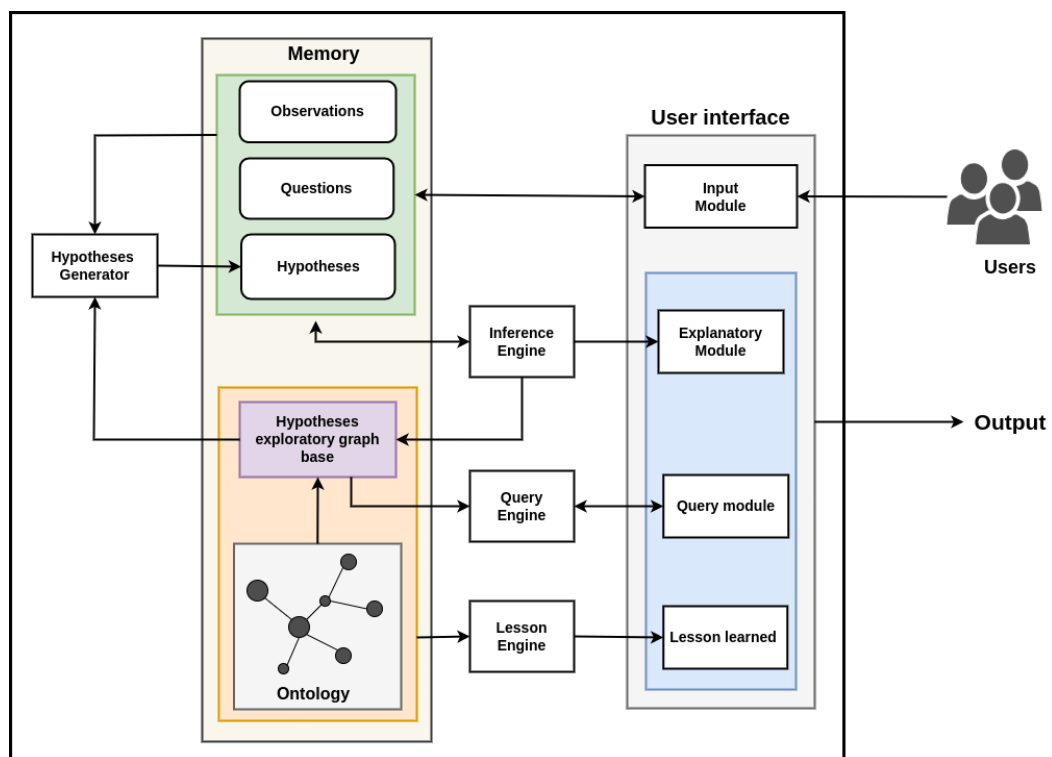 Memory
Observations
Questions
Hypotheses
Hypotheses
Generator
User interface
Input
Module
Users
Inference
Engine
Explanatory
Module
Hypotheses
exploratory graph
base
Output
Query
Engine
Query module
Lesson
Engine
Lesson learned
Ontology